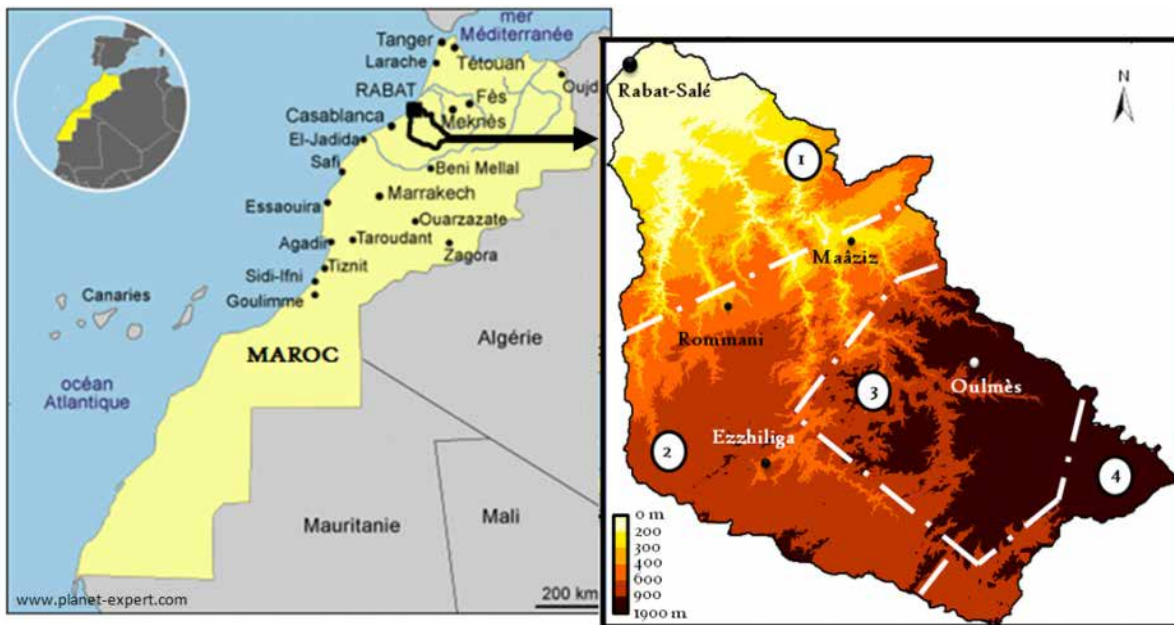 mer
Méditerranée
Tanger
Tétouan
Larache
Oujd
RABAT
Fès
Casablanca
Meknès
El-Jadida
Safi
Beni Mellal
Marrakech
Essaouira
Ouarzazate
Agadir
Taroudant
Zagora
Tiznit
Sidi-Ifni
Canaries
Goulimme
Algérie
MAROC
océan
Atlantique
Mauritanie
Mali
www.planet-expert.com
200 km
Rabat-Salé
N
1
Maâziz
Rommani
Oulmès
3
Ezzhiliga
2
4
0 m
200
300
400
600
900
1900 m